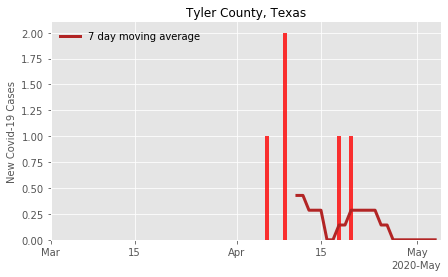 Tyler County, Texas
7 day moving average
New Covid-19 Cases
2.00
1.75
1.50
1.25
1.00
0.75
0.50
0.25
0.00
Mar
15
Apr
15
May
2020-May